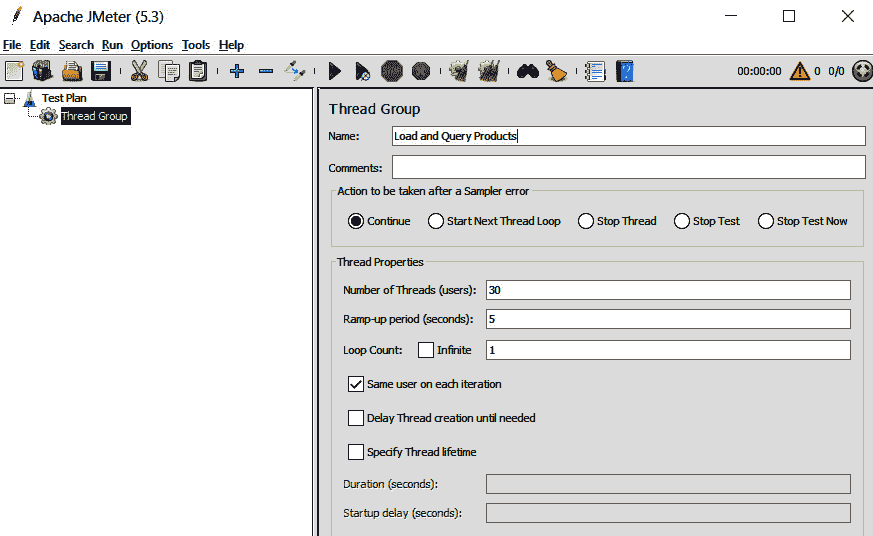 Apache JMeter (5.3)
File Edit Search Run Options Tools Help
00:00:00 0 0/0
Test Plan
Thread Group
Thread Group
Name: Load and Query Products
Comments:
Action to be taken after a Sampler error
Continue Start Next Thread Loop Stop Thread Stop Test Stop Test Now
Thread Properties
Number of Threads (users): 30
Ramp-up period (seconds): 5
Loop Count: Infinite 1
Same user on each iteration
Delay Thread creation until needed
Specify Thread lifetime
Duration (seconds):
Startup delay (seconds):